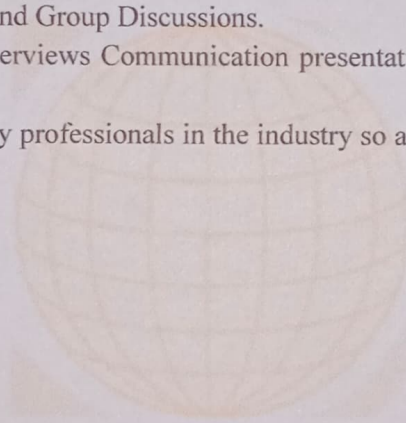 nd Group Discussions.
erviews Communication presentat
y professionals in the industry so a